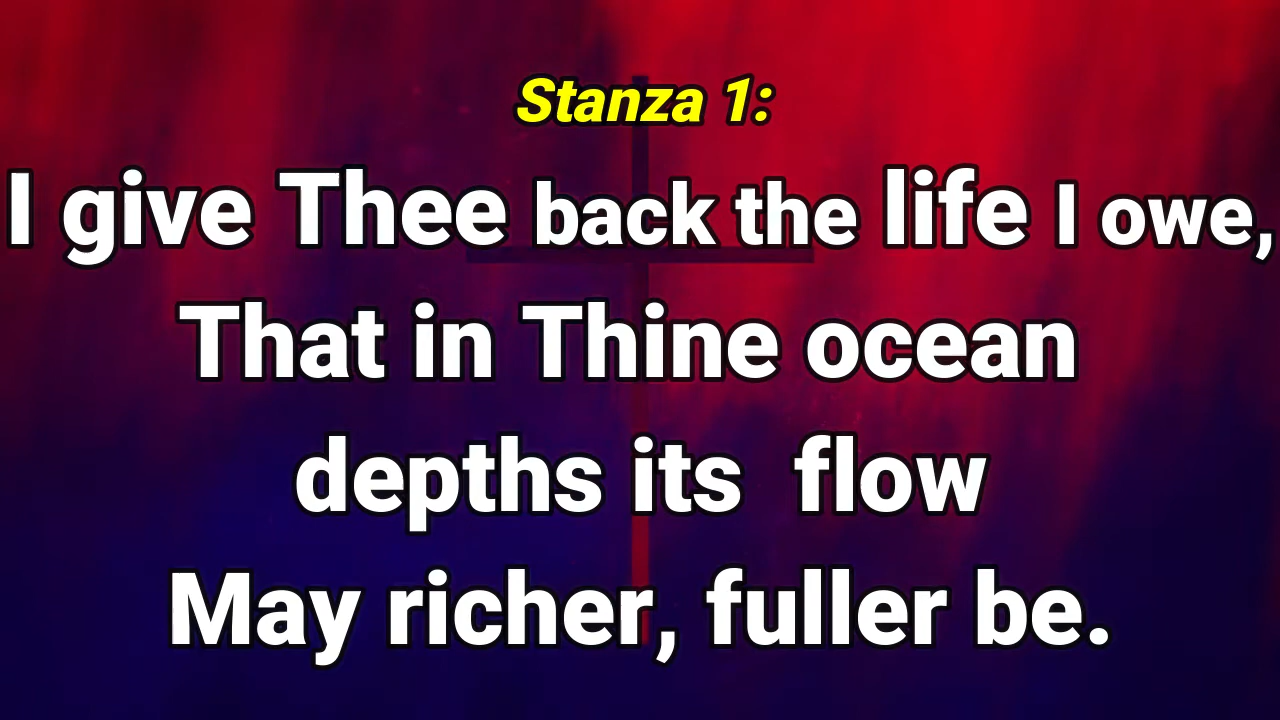 Stanza 1:
I give Thee back the life I owe,
That in Thine ocean
depths its  flow
May richer, fuller be.